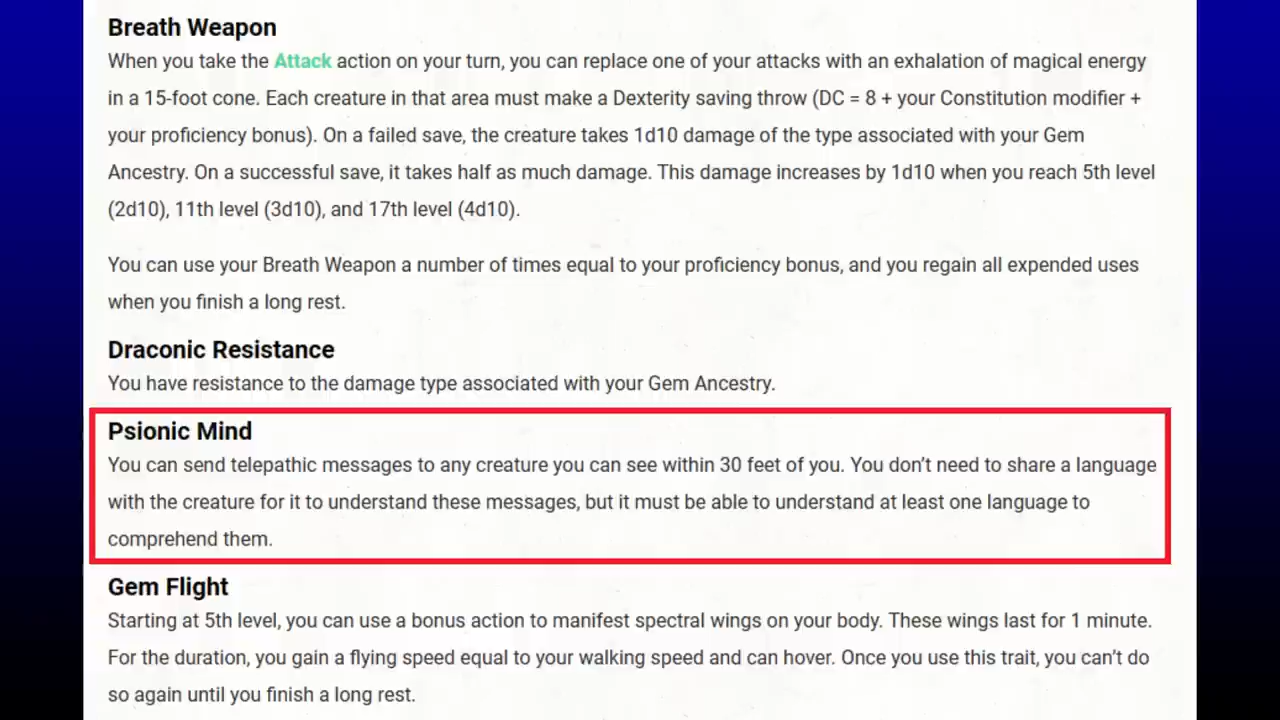 Breath Weapon
When you take the Attack action on your turn, you can replace one of your attacks with an exhalation of magical energy
in a 15-foot cone. Each creature in that area must make a Dexterity saving throw (DC = 8 + your Constitution modifier +
your proficiency bonus). On a failed save, the creature takes 1d10 damage of the type associated with your Gem
Ancestry. On a successful save, it takes half as much damage. This damage increases by 1d10 when you reach 5th level
(2d10), 11th level (3d10), and 17th level (4d10).
You can use your Breath Weapon a number of times equal to your proficiency bonus, and you regain all expended uses
when you finish a long rest.
Draconic Resistance
You have resistance to the damage type associated with your Gem Ancestry.
Psionic Mind
You can send telepathic messages to any creature you can see within 30 feet of you. You don’t need to share a language
with the creature for it to understand these messages, but it must be able to understand at least one language to
comprehend them.
Gem Flight
Starting at 5th level, you can use a bonus action to manifest spectral wings on your body. These wings last for 1 minute.
For the duration, you gain a flying speed equal to your walking speed and can hover. Once you use this trait, you can’t do
so again until you finish a long rest.